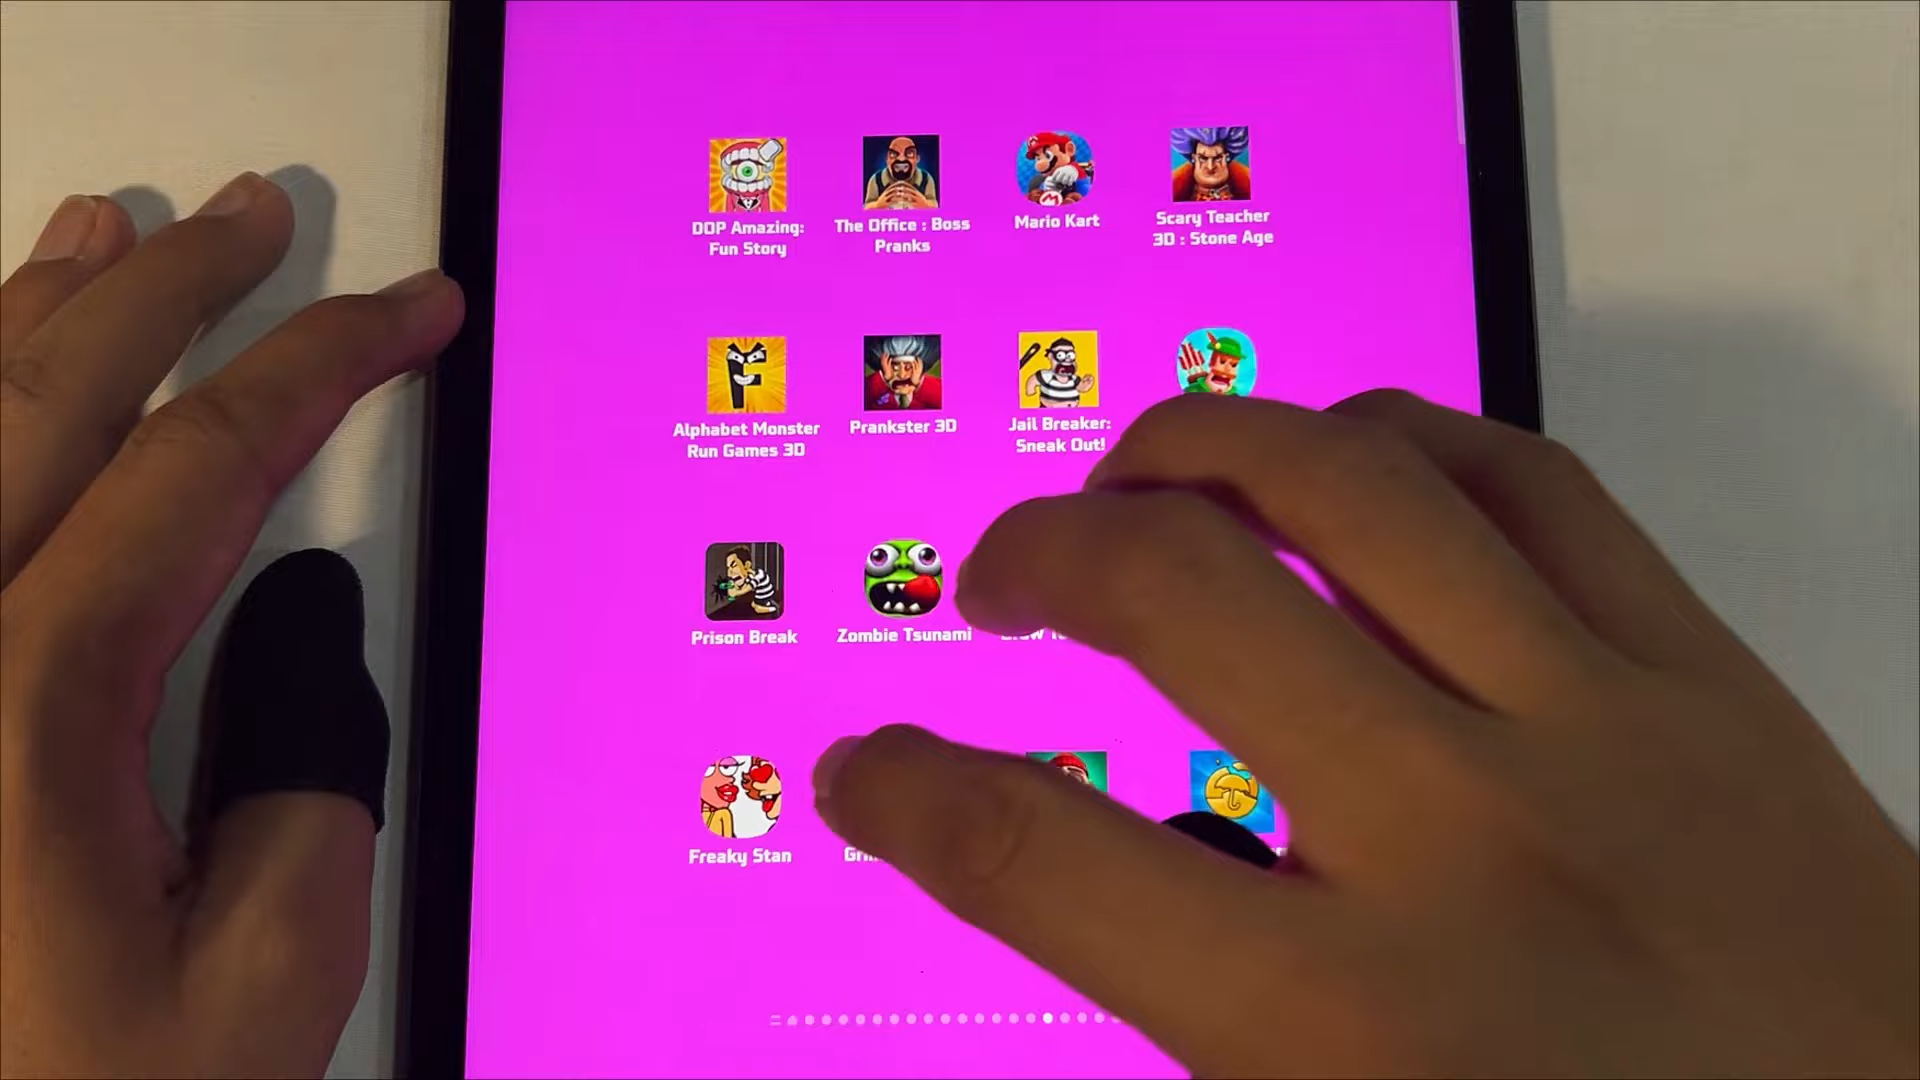 DOP Amazing:
Fun Story
The Office : Boss
Pranks
Mario Kart
Scary Teacher
3D : Stone Age
Alphabet Monster
Run Games 3D
Prankster 3D
Jail Breaker:
Sneak Out!
Prison Break
Zombie Tsunami
Freaky Stan